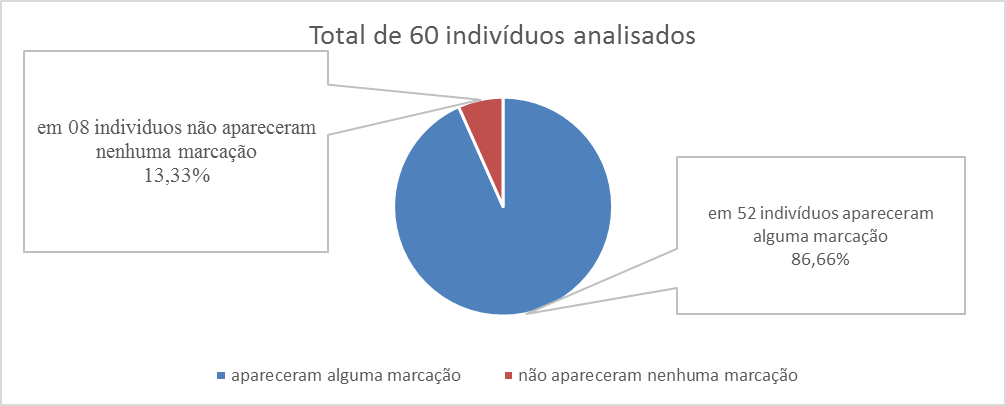 Total de 60 indivíduos analisados
em 08 individuos não apareceram
nenhuma marcação
13,33%
em 52 indivíduos apareceram
alguma marcação
86,66%
apareceram alguma marcação
não apareceram nenhuma marcação